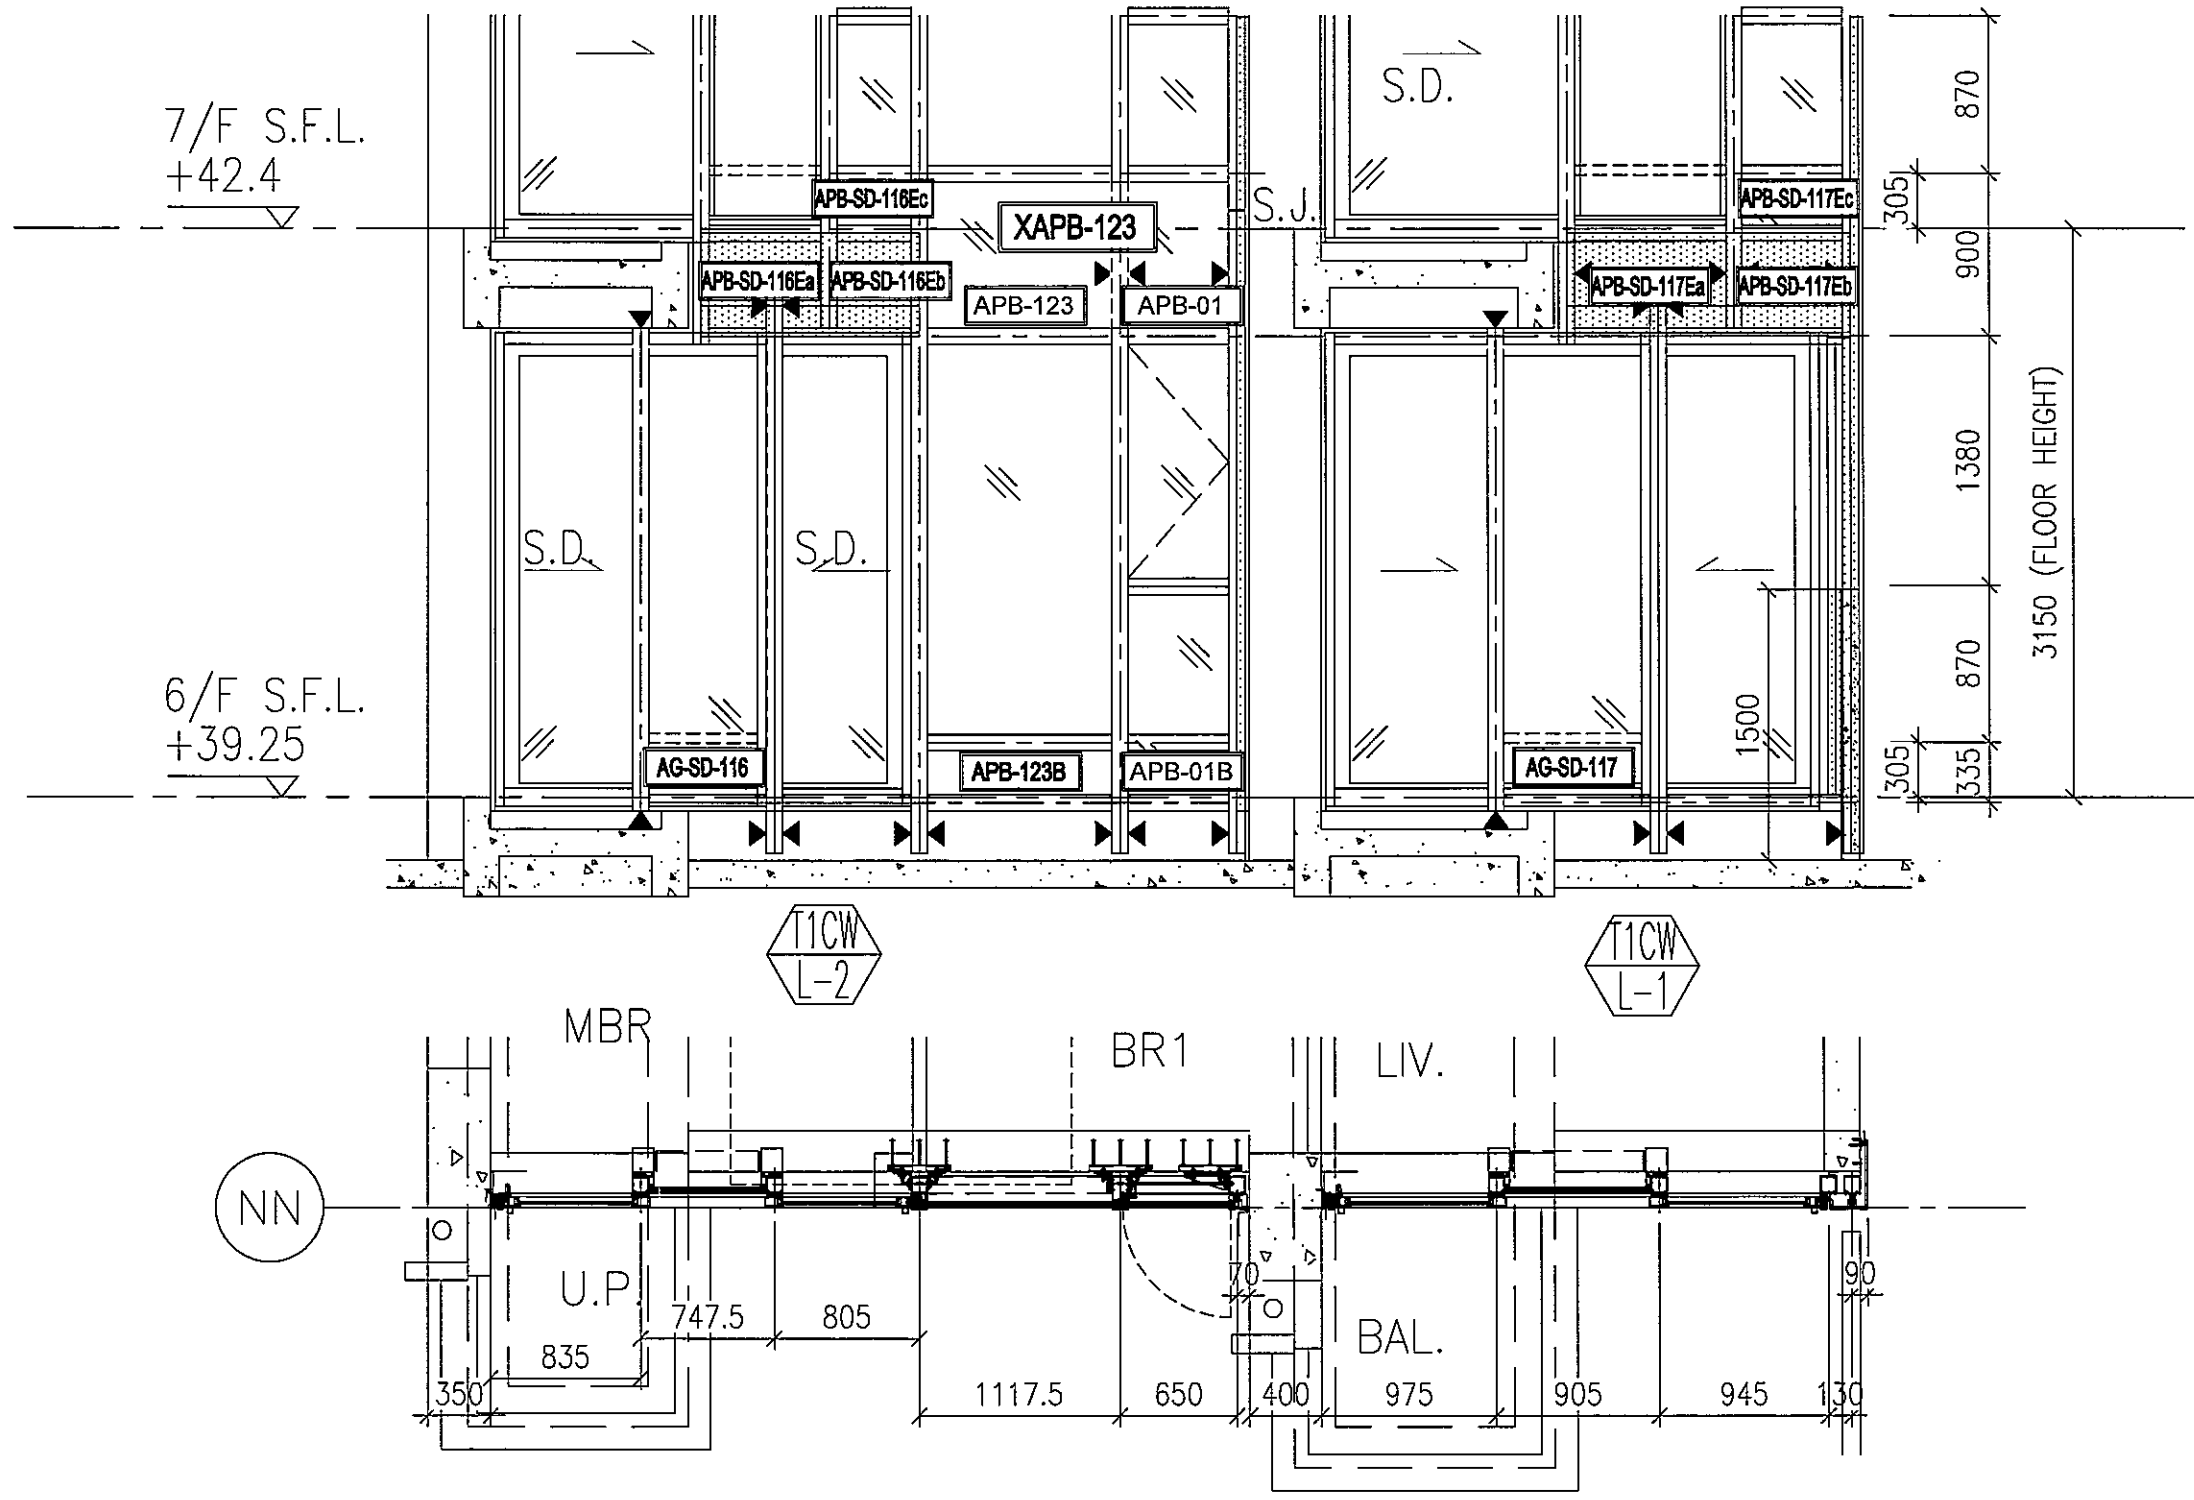 S.D.
870
7/F S.F.L.
+42.4
APB-SD-116Ec
XAPB-123
S.J.
APB-SD-117Ec
305
900
APB-SD-116Ea
APB-SD-116Eb
APB-123
APB-01
APB-SD-117Ea
APB-SD-117Eb
1380
3150 (FLOOR HEIGHT)
S.D.
S.D.
870
1500
6/F S.F.L.
+39.25
AG-SD-116
APB-123B
APB-01B
AG-SD-117
305
335
T1CW
L-2
T1CW
L-1
MBR
BR1
LIV.
NN
U.P.
70
90
747.5
805
BAL.
835
350
1117.5
650
400
975
905
945
130